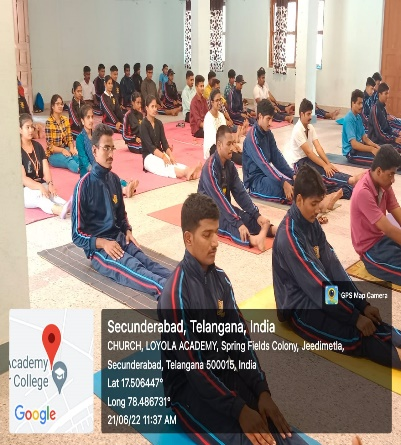 GPS Map Camera
Academy
r College
Google
Secunderabad, Telangana, India
CHURCH, LOYOLA ACADEMY, Spring Fields Colony, Jeedimetla,
Secunderabad, Telangana 500015, India
Lat 17.506447°
Long 78.486731°
21/06/22 11:37 AM